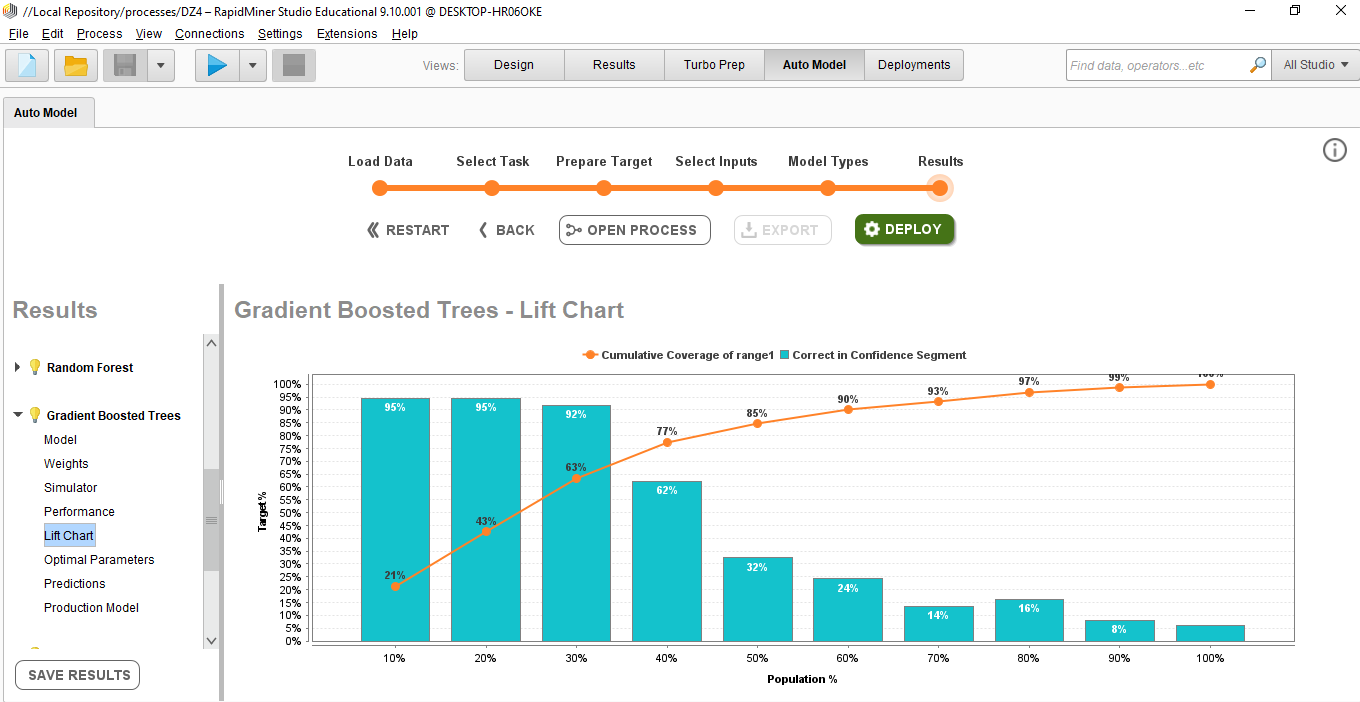 //Local Repository/processes/DZ4 – RapidMiner Studio Educational 9.10.001 @ DESKTOP-HR06OKE
File Edit Process View Connections Settings Extensions Help
Views: Design Results Turbo Prep Auto Model Deployments Find data, operators...etc All Studio
Auto Model
Load Data Select Task Prepare Target Select Inputs Model Types Results
RESTART BACK OPEN PROCESS EXPORT DEPLOY
Results
Random Forest
Gradient Boosted Trees
Model
Weights
Simulator
Performance
Lift Chart
Optimal Parameters
Predictions
Production Model
SAVE RESULTS
Gradient Boosted Trees - Lift Chart
Cumulative Coverage of range1 Correct in Confidence Segment
Target %
100%
95%
90%
85%
80%
75%
70%
65%
60%
55%
50%
45%
40%
35%
30%
25%
20%
15%
10%
5%
0%
95% 95% 92% 62% 32% 24% 14% 16% 8%
21% 43% 63% 77% 85% 90% 93% 97% 99% 100%
10% 20% 30% 40% 50% 60% 70% 80% 90% 100%
Population %